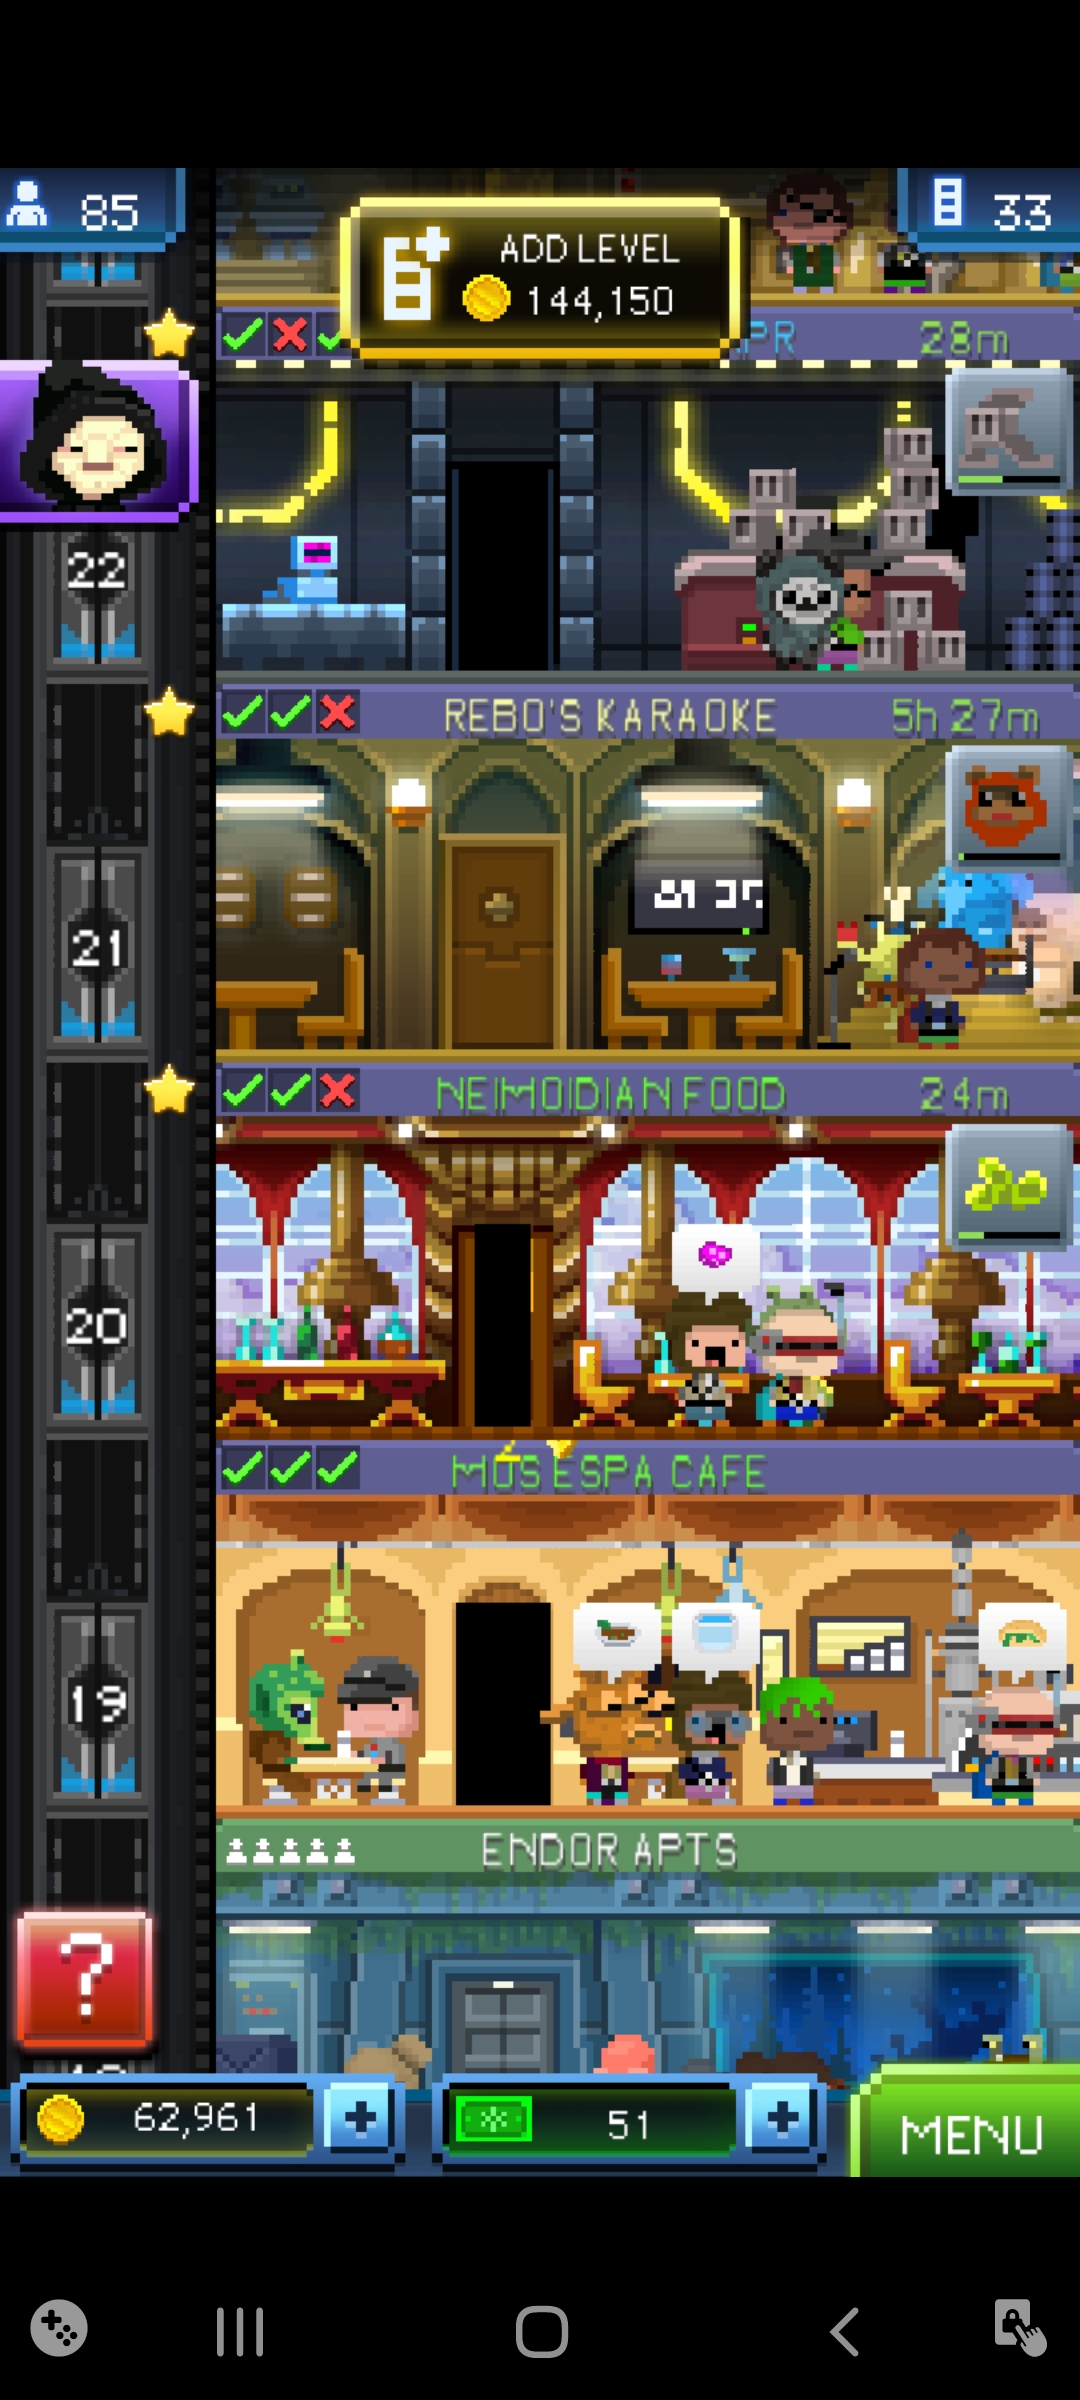 85
ADD LEVEL
144,150
33
PR
28m
22
REBO'S KARAOKE
5h 27m
21
NEIMOIDIAN FOOD
24m
20
MOS ESPA CAFE
19
ENDOR APTS
?
62,961
+
51
+
MENU